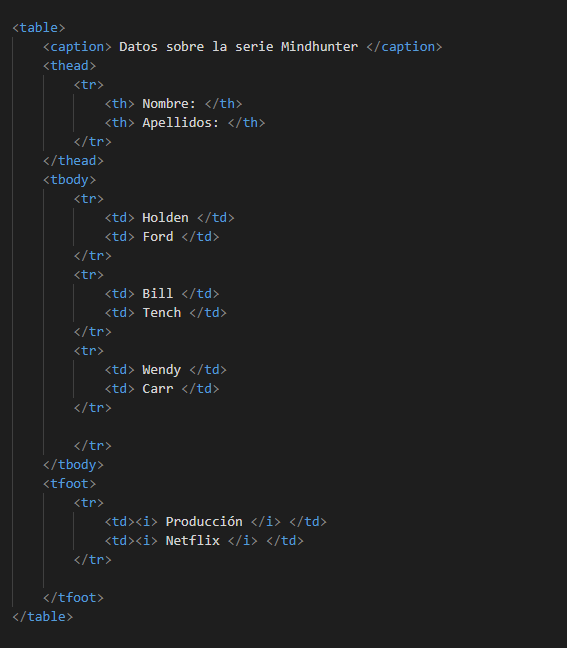 <table>
    <caption> Datos sobre la serie Mindhunter </caption>
    <thead>
        <tr>
            <th> Nombre: </th>
            <th> Apellidos: </th>
        </tr>
    </thead>
    <tbody>
        <tr>
            <td> Holden </td>
            <td> Ford </td>
        </tr>
        <tr>
            <td> Bill </td>
            <td> Tench </td>
        </tr>
        <tr>
            <td> Wendy </td>
            <td> Carr </td>
        </tr>

        </tr>
    </tbody>
    <tfoot>
        <tr>
            <td><i> Producción </i> </td>
            <td><i> Netflix </i> </td>
        </tr>

    </tfoot>
</table>